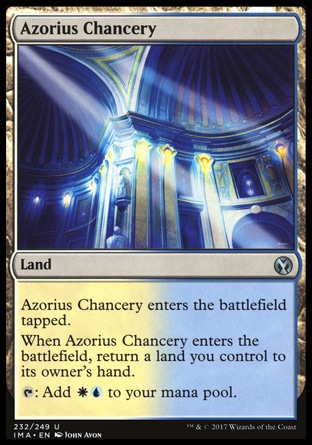 Azorius Chancery
Land
Azorius Chancery enters the battlefield
tapped.
When Azorius Chancery enters the
battlefield, return a land you control to
its owner's hand.
: Add to your mana pool.
232/249 U
IMA • EN John Avon
™ & © 2017 Wizards of the Coast